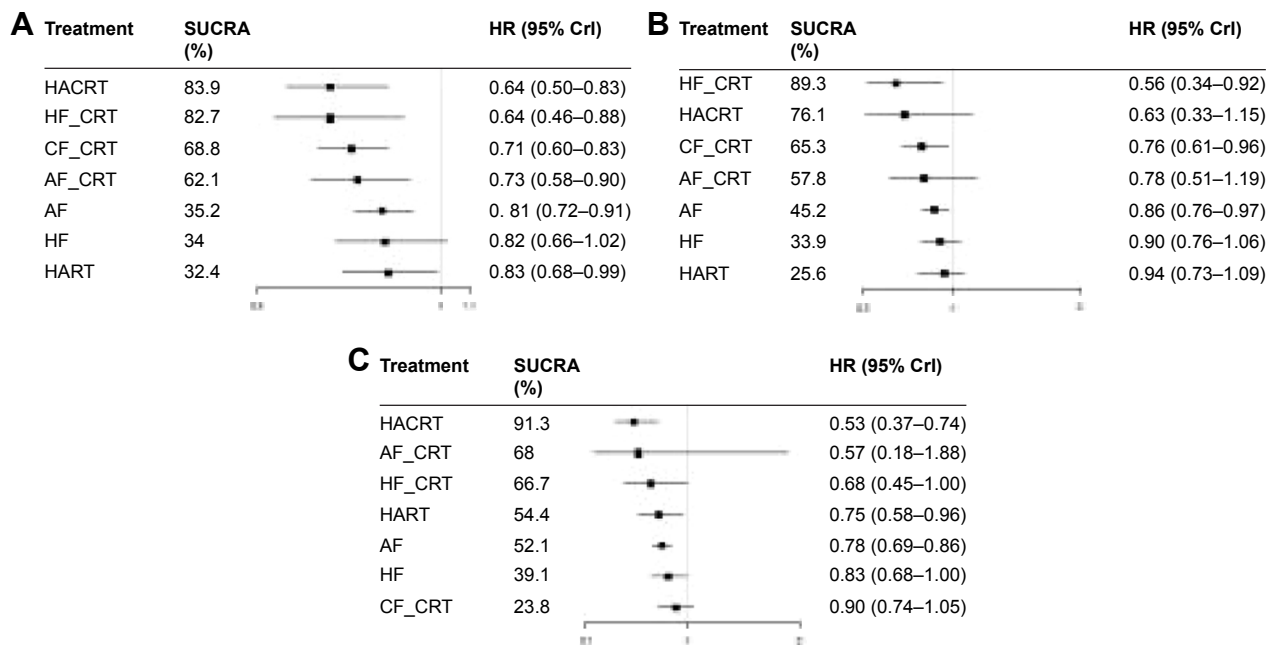 A Treatment SUCRA (%) HR (95% CrI)
HACRT 83.9 0.64 (0.50–0.83)
HF_CRT 82.7 0.64 (0.46–0.88)
CF_CRT 68.8 0.71 (0.60–0.83)
AF_CRT 62.1 0.73 (0.58–0.90)
AF 35.2 0. 81 (0.72–0.91)
HF 34 0.82 (0.66–1.02)
HART 32.4 0.83 (0.68–0.99)
B Treatment SUCRA (%) HR (95% CrI)
HF_CRT 89.3 0.56 (0.34–0.92)
HACRT 76.1 0.63 (0.33–1.15)
CF_CRT 65.3 0.76 (0.61–0.96)
AF_CRT 57.8 0.78 (0.51–1.19)
AF 45.2 0.86 (0.76–0.97)
HF 33.9 0.90 (0.76–1.06)
HART 25.6 0.94 (0.73–1.09)
C Treatment SUCRA (%) HR (95% CrI)
HACRT 91.3 0.53 (0.37–0.74)
AF_CRT 68 0.57 (0.18–1.88)
HF_CRT 66.7 0.68 (0.45–1.00)
HART 54.4 0.75 (0.58–0.96)
AF 52.1 0.78 (0.69–0.86)
HF 39.1 0.83 (0.68–1.00)
CF_CRT 23.8 0.90 (0.74–1.05)